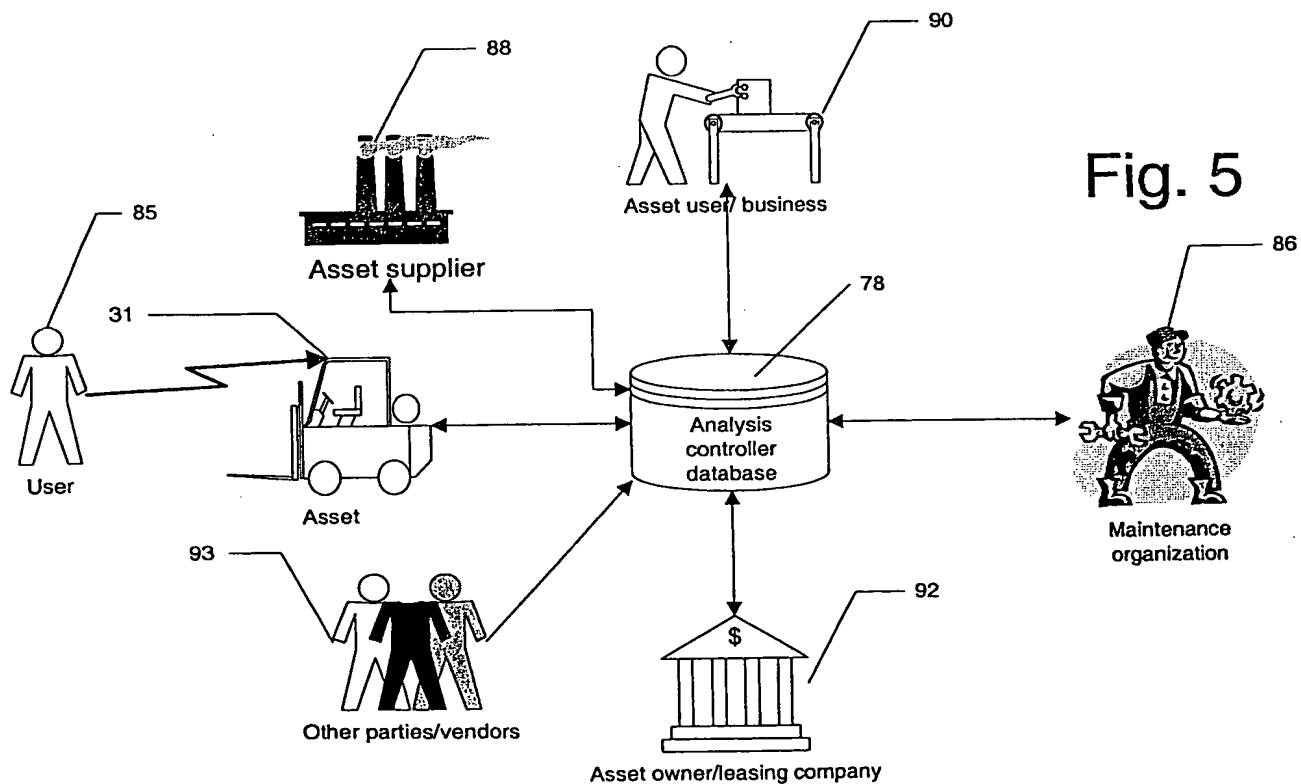 88
90
Fig. 5
85
Asset supplier
Asset user/ business
86
31
78
Analysis
controller
database
User
Asset
Maintenance
organization
93
92
$
Other parties/vendors
Asset owner/leasing company